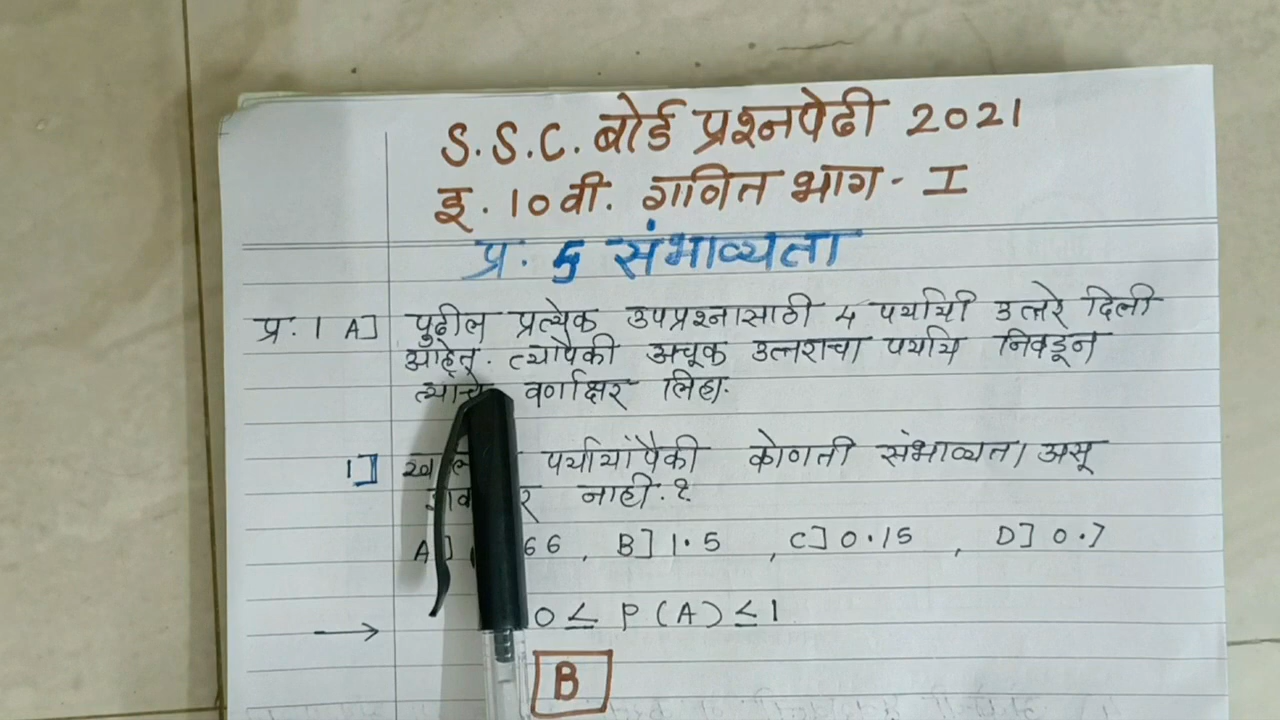 S.S.C. बोर्ड प्रश्नपेढी 2021
इ. 10 वी. गणित भाग - I
प्र. 5 संभाव्यता
प्र. 1 A] पुढील प्रत्येक उपप्रश्नासाठी 4 पर्यायी उत्तरे दिली
आहेत. त्यापैकी अचूक उत्तराचा पर्याय निवडून
त्याचे वर्णाक्षर लिहा.
1] पर्यायांपैकी कोणती संभाव्यता असू
नाही.?
A] 66, B] 1.5 , C] 0.15 , D] 0.7
→ 0 ≤ P(A) ≤ 1
B